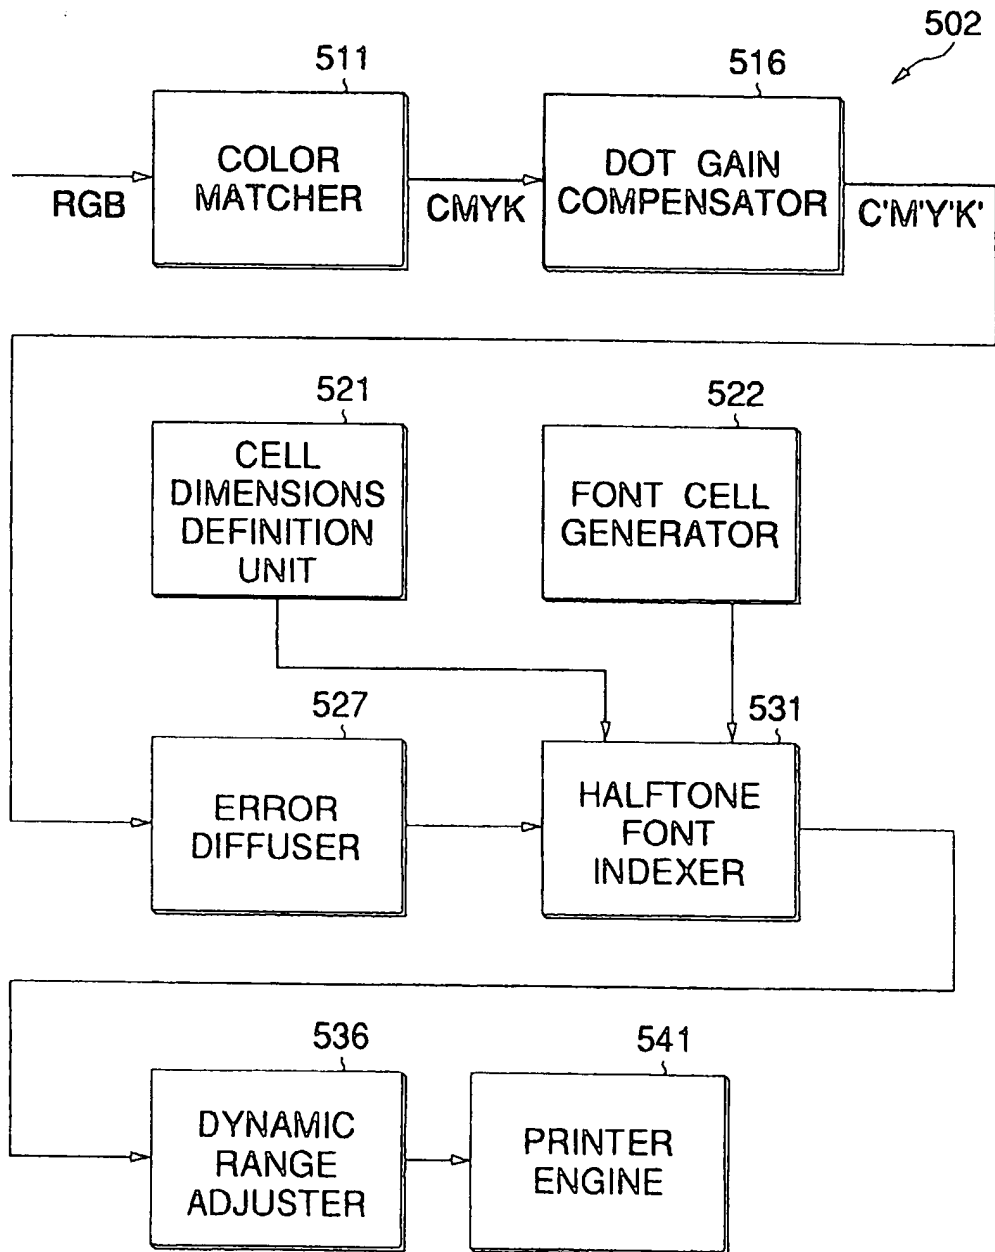 502
511
516
COLOR
MATCHER
DOT GAIN
COMPENSATOR
RGB
CMYK
C'M'Y'K'
521
522
CELL
DIMENSIONS
DEFINITION
UNIT
FONT CELL
GENERATOR
527
531
ERROR
DIFFUSER
HALFTONE
FONT
INDEXER
536
541
DYNAMIC
RANGE
ADJUSTER
PRINTER
ENGINE